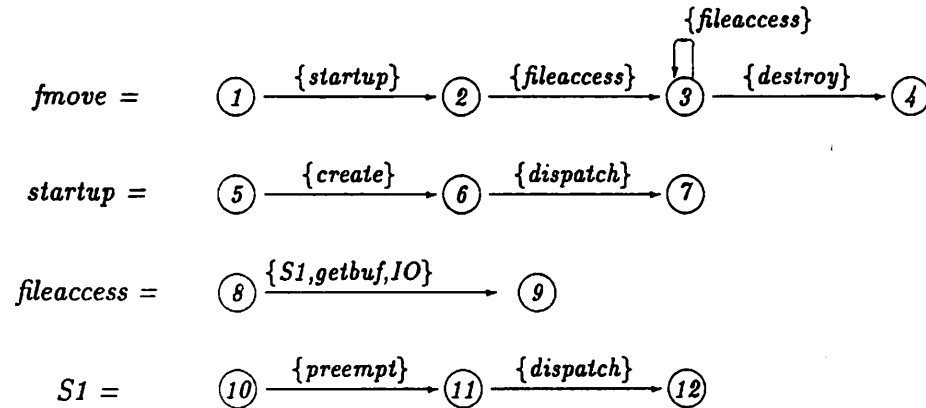 {fileaccess}
fmove = 1 {startup} 2 {fileaccess} 3 {destroy} 4
startup = 5 {create} 6 {dispatch} 7
fileaccess = 8 {S1,getbuf,IO} 9
S1 = 10 {preempt} 11 {dispatch} 12